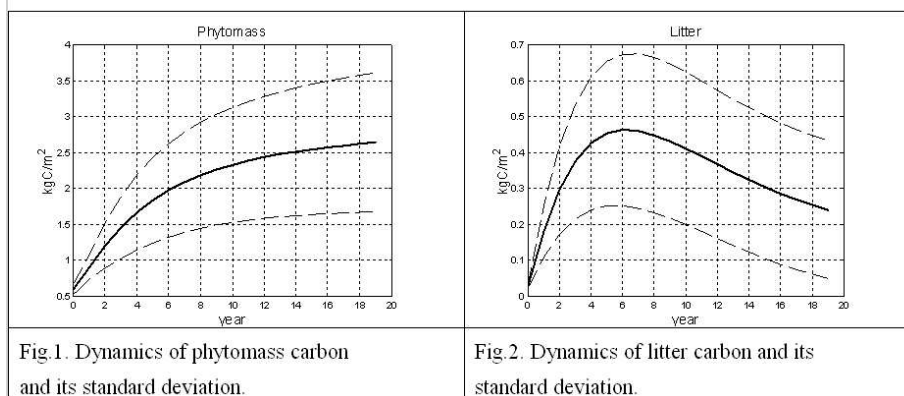 Phytomass
4
3.5
3
2.5
2
1.5
1
0.5
kgC/m²
0 2 4 6 8 10 12 14 16 18 20
year
Litter
0.7
0.6
0.5
0.4
0.3
0.2
0.1
0
kgC/m²
0 2 4 6 8 10 12 14 16 18 20
year
Fig.1. Dynamics of phytomass carbon
and its standard deviation.
Fig.2. Dynamics of litter carbon and its
standard deviation.